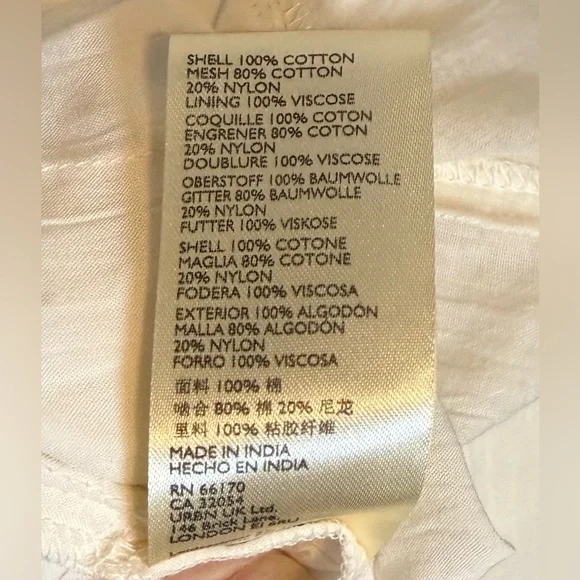 SHELL 100% COTTON
MESH 80% COTTON
20% NYLON
LINING 100% VISCOSE
COQUILLE 100% COTON
ENGRENER 80% COTON
20% NYLON
DOUBLURE 100% VISCOSE
OBERSTOFF 100% BAUMWOLLE
GITTER 80% BAUMWOLLE
20% NYLON
FUTTER 100% VISKOSE
SHELL 100% COTONE
MAGLIA 80% COTONE
20% NYLON
FODERA 100% VISCOSA
EXTERIOR 100% ALGODON
MALLA 80% ALGODÓN
20% NYLON
FORRO 100% VISCOSA
面料 100% 棉
啮合 80% 棉 20% 尼龙
里料 100% 粘胶纤维
MADE IN INDIA
HECHO EN INDIA
RN 66170
CA 32054
URBN UK Ltd.
146 Brick Lane,
LONDON E1 6RU